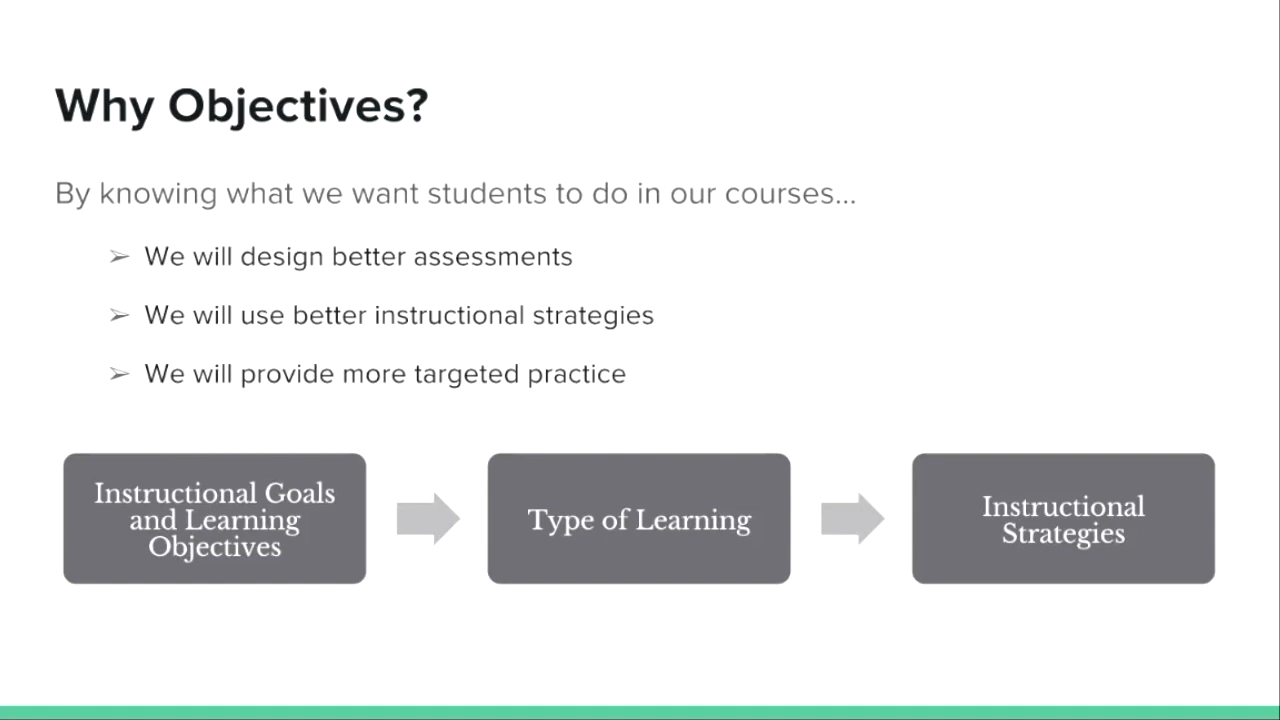 Why Objectives?
By knowing what we want students to do in our courses...
➢ We will design better assessments
➢ We will use better instructional strategies
➢ We will provide more targeted practice
Instructional Goals
and Learning
Objectives
Type of Learning
Instructional
Strategies